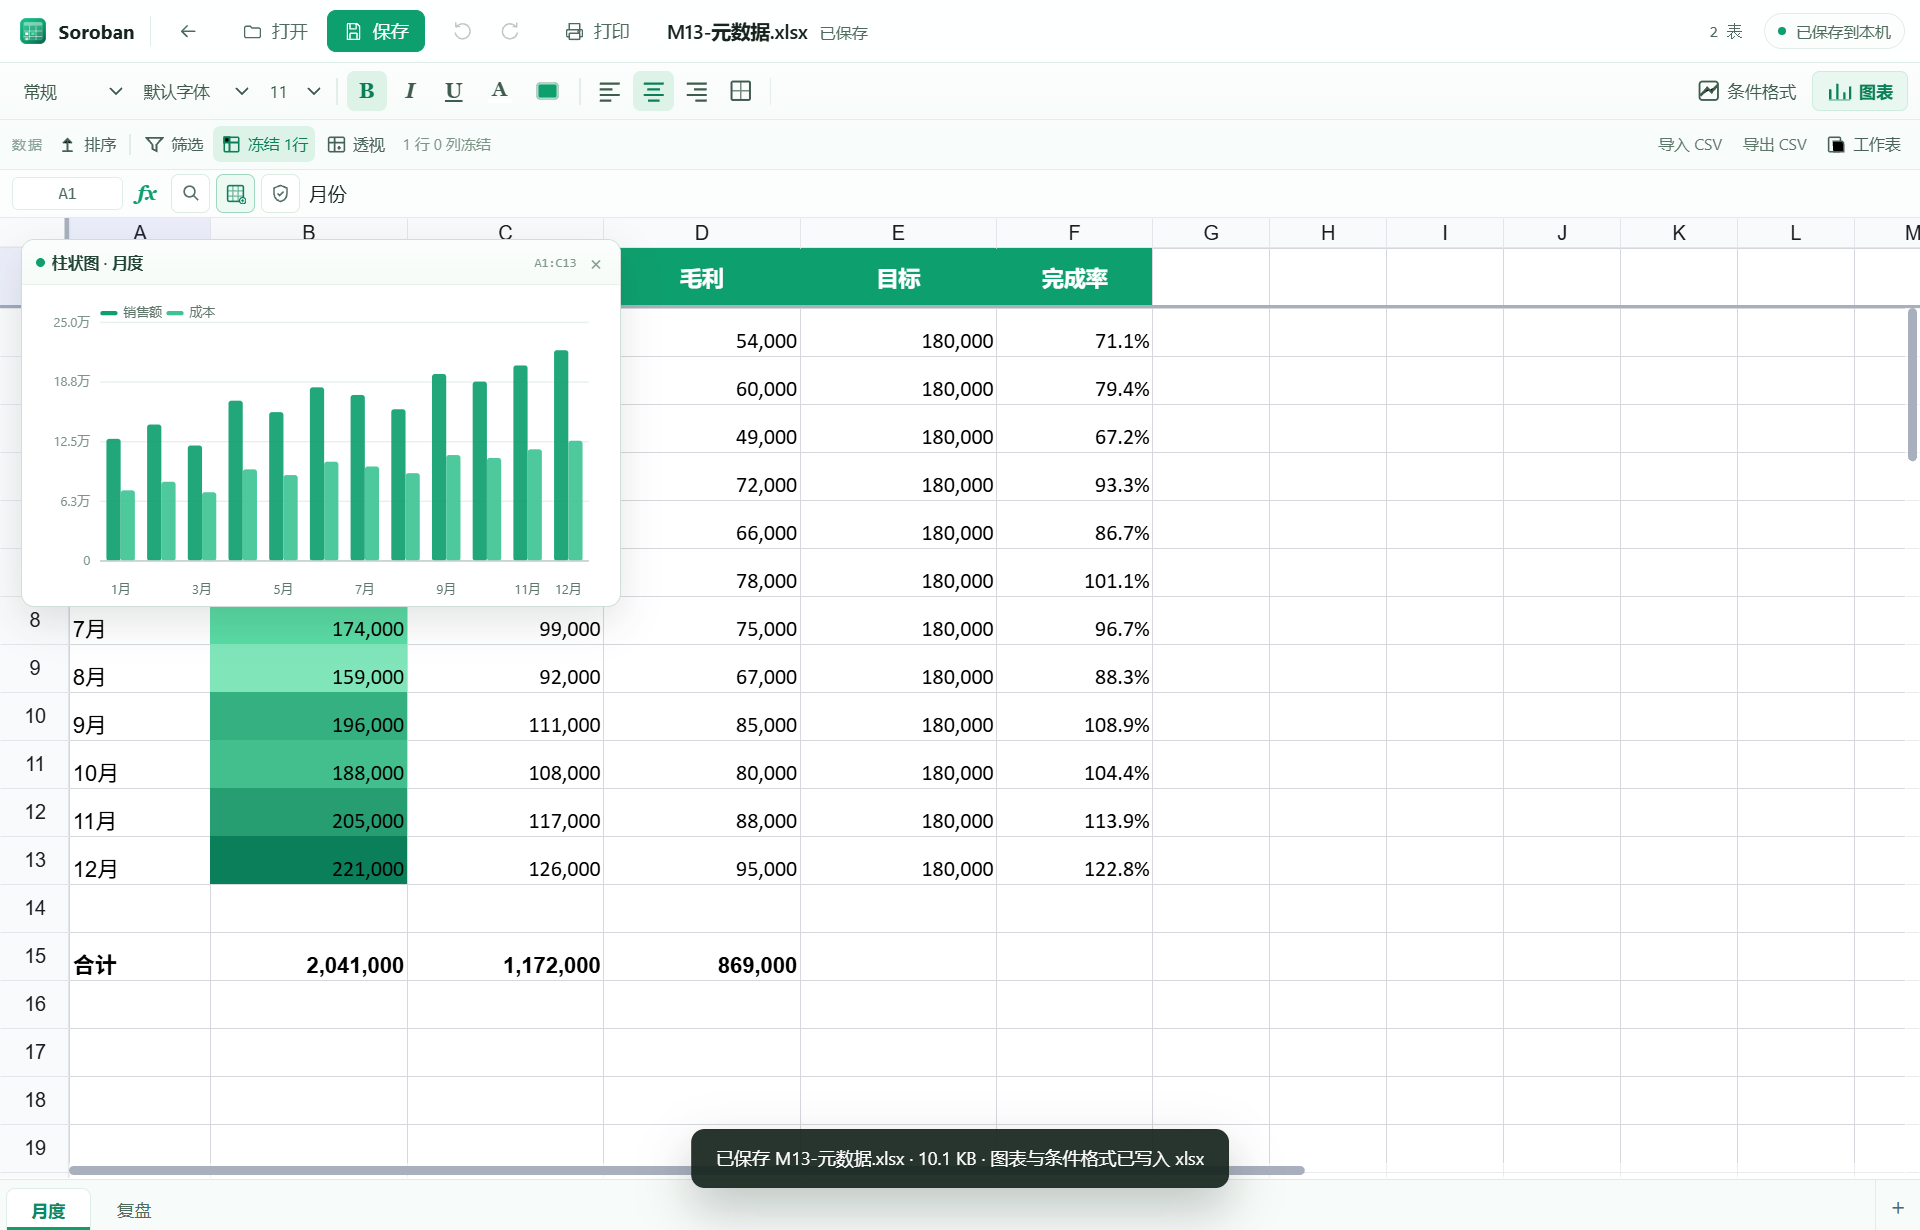 Soroban
打开
保存
打印
M13-元数据.xlsx 已保存
2 表
已保存到本机
常规
默认字体
11
B I U A
条件格式
图表
数据
排序
筛选
冻结 1行
透视
1 行 0 列冻结
导入 CSV
导出 CSV
工作表
A1
fx
月份
A B C D E F G H I J K L M
柱状图 · 月度
A1:C13
销售额 成本
25.0万
18.8万
12.5万
6.3万
0
1月 3月 5月 7月 9月 11月 12月
毛利 目标 完成率
54,000 180,000 71.1%
60,000 180,000 79.4%
49,000 180,000 67.2%
72,000 180,000 93.3%
66,000 180,000 86.7%
78,000 180,000 101.1%
8 7月 174,000 99,000 75,000 180,000 96.7%
9 8月 159,000 92,000 67,000 180,000 88.3%
10 9月 196,000 111,000 85,000 180,000 108.9%
11 10月 188,000 108,000 80,000 180,000 104.4%
12 11月 205,000 117,000 88,000 180,000 113.9%
13 12月 221,000 126,000 95,000 180,000 122.8%
14
15 合计 2,041,000 1,172,000 869,000
16
17
18
19
已保存 M13-元数据.xlsx · 10.1 KB · 图表与条件格式已写入 xlsx
月度
复盘